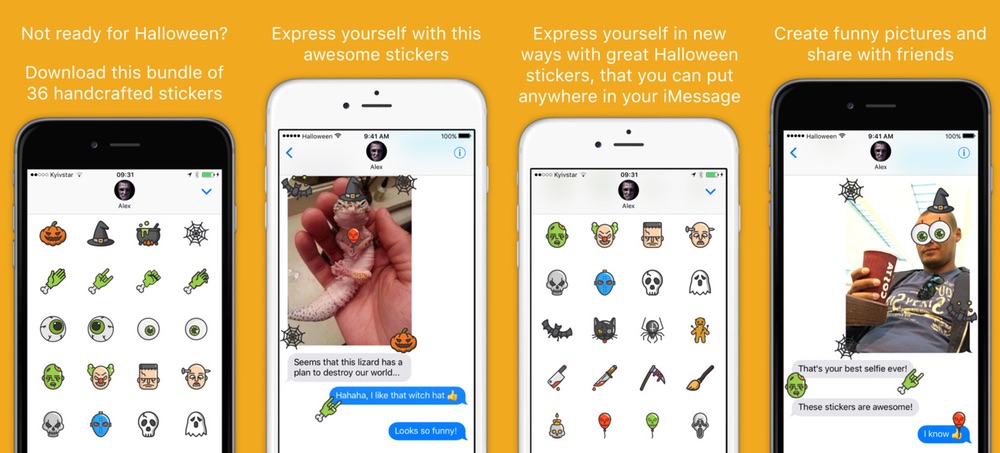 Not ready for Halloween?
Download this bundle of
36 handcrafted stickers
Kyivstar
09:31
Alex
Express yourself with this
awesome stickers
Halloween
9:41 AM
100%
Alex
Seems that this lizard has a
plan to destroy our world...
Hahaha, I like that witch hat 👍
Looks so funny!
Express yourself in new
ways with great Halloween
stickers, that you can put
anywhere in your iMessage
Kyivstar
09:31
Alex
Create funny pictures and
share with friends
Halloween
9:41 AM
100%
Alex
That's your best selfie ever!
These stickers are awesome!
I know 👍